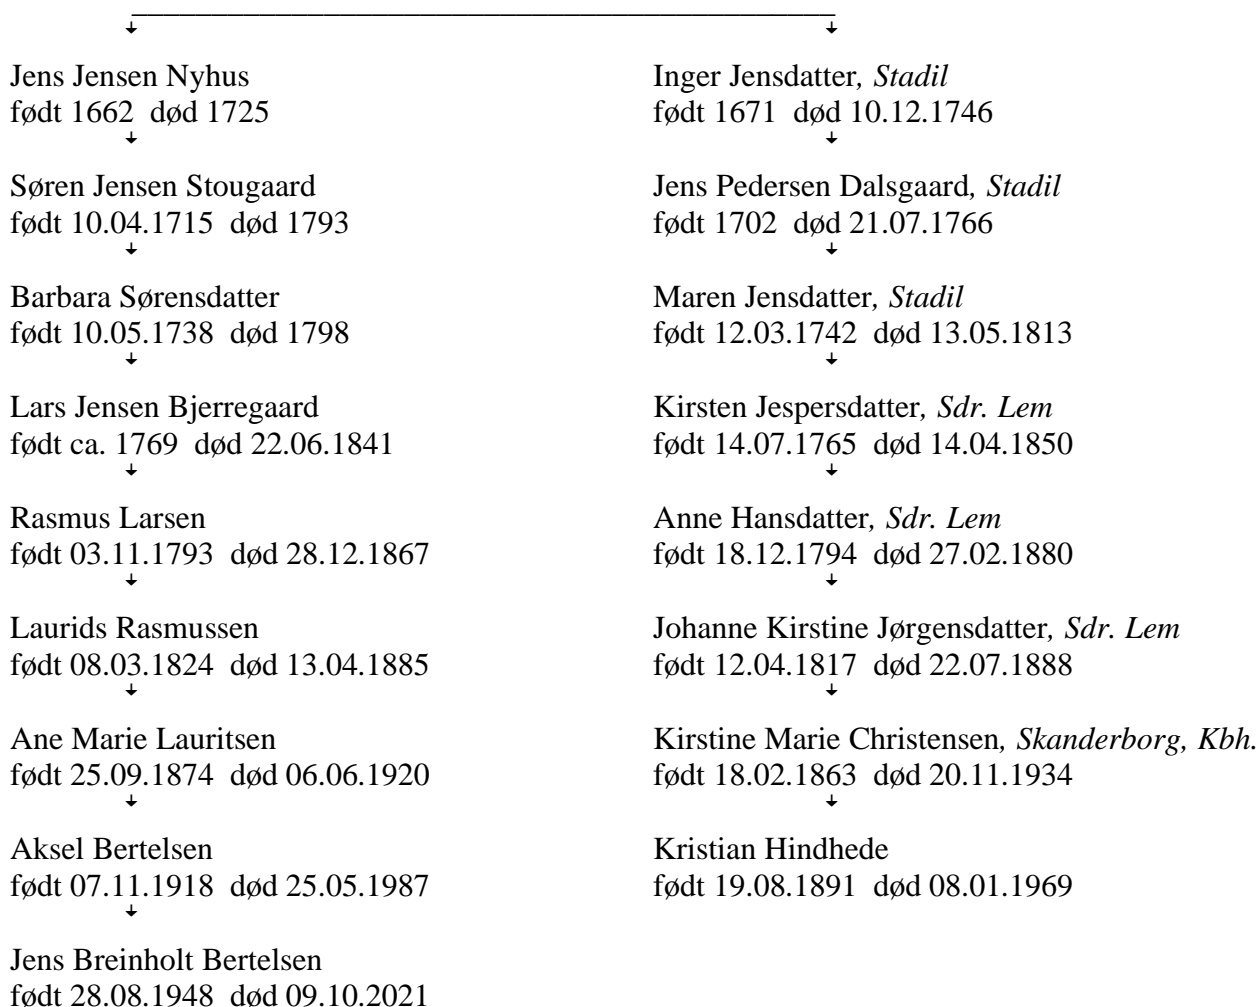 Jens Jensen Nyhus
født 1662 død 1725
Søren Jensen Stougaard
født 10.04.1715 død 1793
Barbara Sørensdatter
født 10.05.1738 død 1798
Lars Jensen Bjerregaard
født ca. 1769 død 22.06.1841
Rasmus Larsen
født 03.11.1793 død 28.12.1867
Laurids Rasmussen
født 08.03.1824 død 13.04.1885
Ane Marie Lauritsen
født 25.09.1874 død 06.06.1920
Aksel Bertelsen
født 07.11.1918 død 25.05.1987
Jens Breinholt Bertelsen
født 28.08.1948 død 09.10.2021
Inger Jensdatter, Stadil
født 1671 død 10.12.1746
Jens Pedersen Dalsgaard, Stadil
født 1702 død 21.07.1766
Maren Jensdatter, Stadil
født 12.03.1742 død 13.05.1813
Kirsten Jespersdatter, Sdr. Lem
født 14.07.1765 død 14.04.1850
Anne Hansdatter, Sdr. Lem
født 18.12.1794 død 27.02.1880
Johanne Kirstine Jørgensdatter, Sdr. Lem
født 12.04.1817 død 22.07.1888
Kirstine Marie Christensen, Skanderborg, Kbh.
født 18.02.1863 død 20.11.1934
Kristian Hindhede
født 19.08.1891 død 08.01.1969